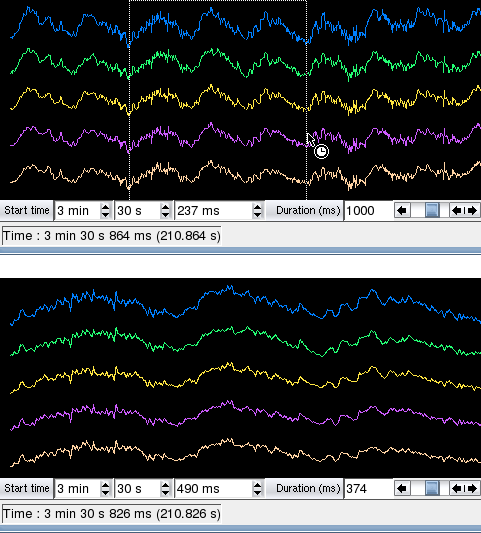 Start time 3 min 30 s 237 ms Duration (ms) 1000
Time : 3 min 30 s 864 ms (210.864 s)
Start time 3 min 30 s 490 ms Duration (ms) 374
Time : 3 min 30 s 826 ms (210.826 s)